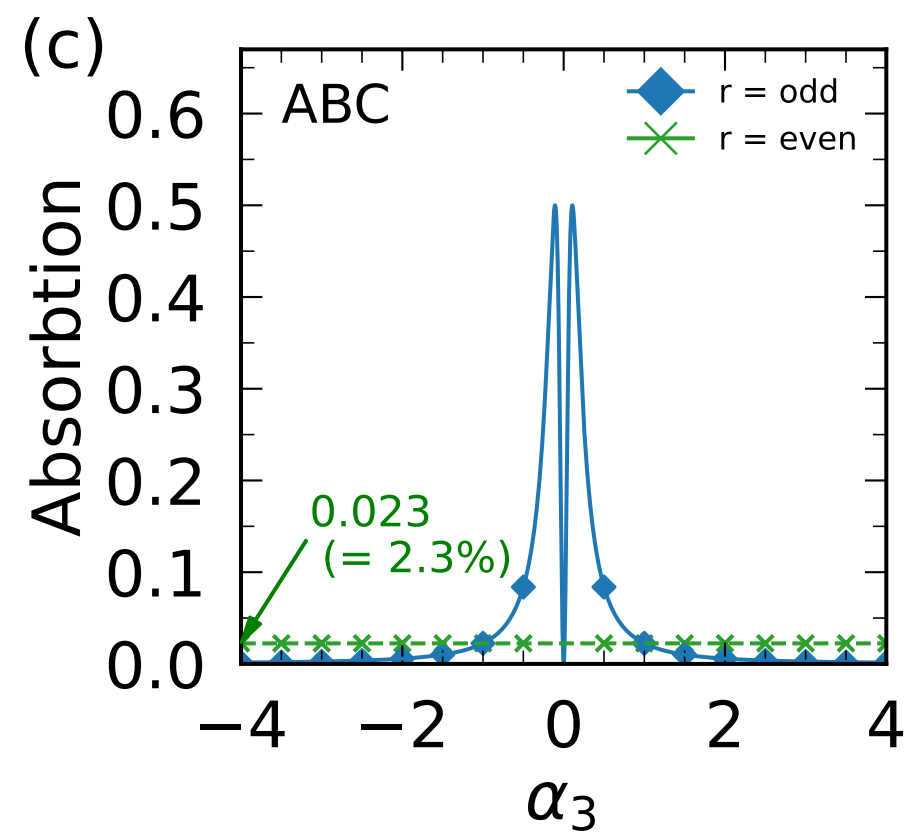 (c)
ABC
r = odd
r = even
Absorbtion
0.6
0.5
0.4
0.3
0.2
0.1
0.0
0.023
(= 2.3%)
−4 −2 0 2 4
α₃